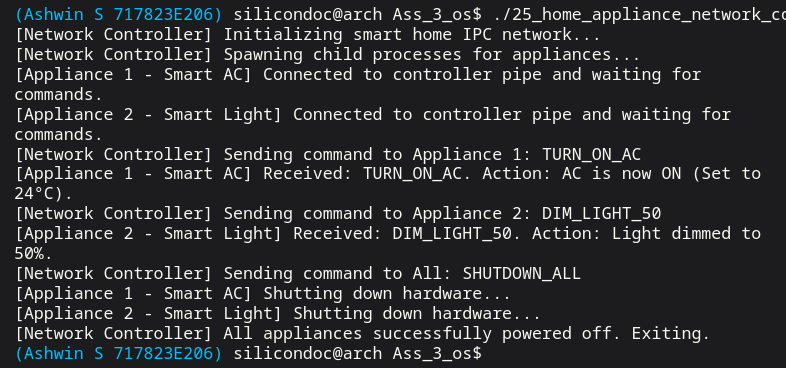 (Ashwin S 717823E206) silicondoc@arch Ass_3_os$ ./25_home_appliance_network_co
[Network Controller] Initializing smart home IPC network...
[Network Controller] Spawning child processes for appliances...
[Appliance 1 - Smart AC] Connected to controller pipe and waiting for
commands.
[Appliance 2 - Smart Light] Connected to controller pipe and waiting for
commands.
[Network Controller] Sending command to Appliance 1: TURN_ON_AC
[Appliance 1 - Smart AC] Received: TURN_ON_AC. Action: AC is now ON (Set to
24°C).
[Network Controller] Sending command to Appliance 2: DIM_LIGHT_50
[Appliance 2 - Smart Light] Received: DIM_LIGHT_50. Action: Light dimmed to
50%.
[Network Controller] Sending command to All: SHUTDOWN_ALL
[Appliance 1 - Smart AC] Shutting down hardware...
[Appliance 2 - Smart Light] Shutting down hardware...
[Network Controller] All appliances successfully powered off. Exiting.
(Ashwin S 717823E206) silicondoc@arch Ass_3_os$